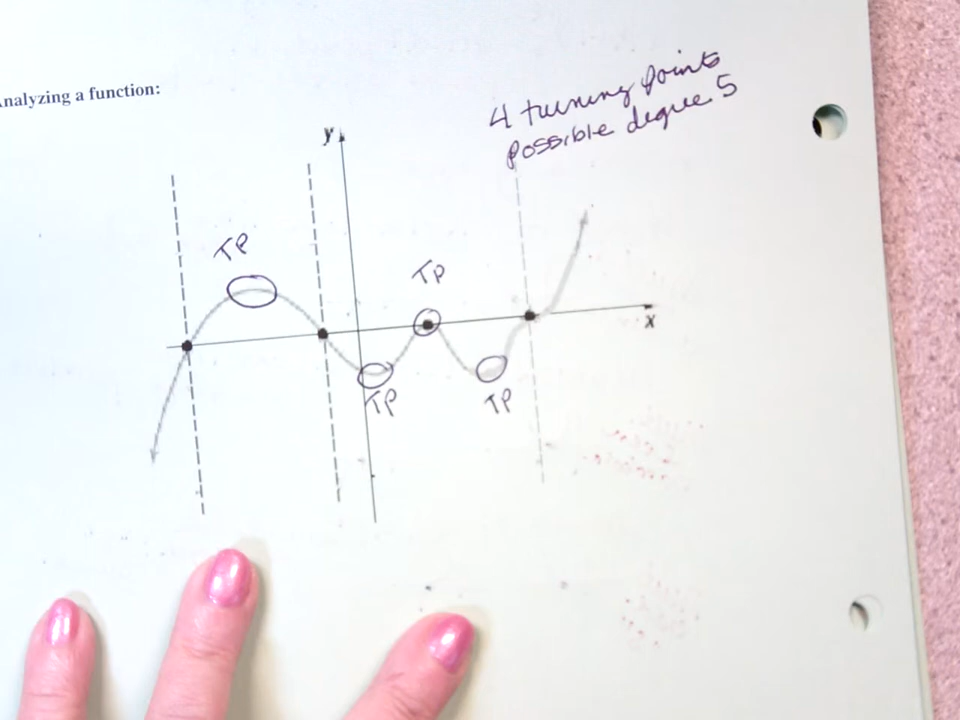 Analyzing a function:
4 turning points
possible degree 5
y
TP
TP
x
TP
TP